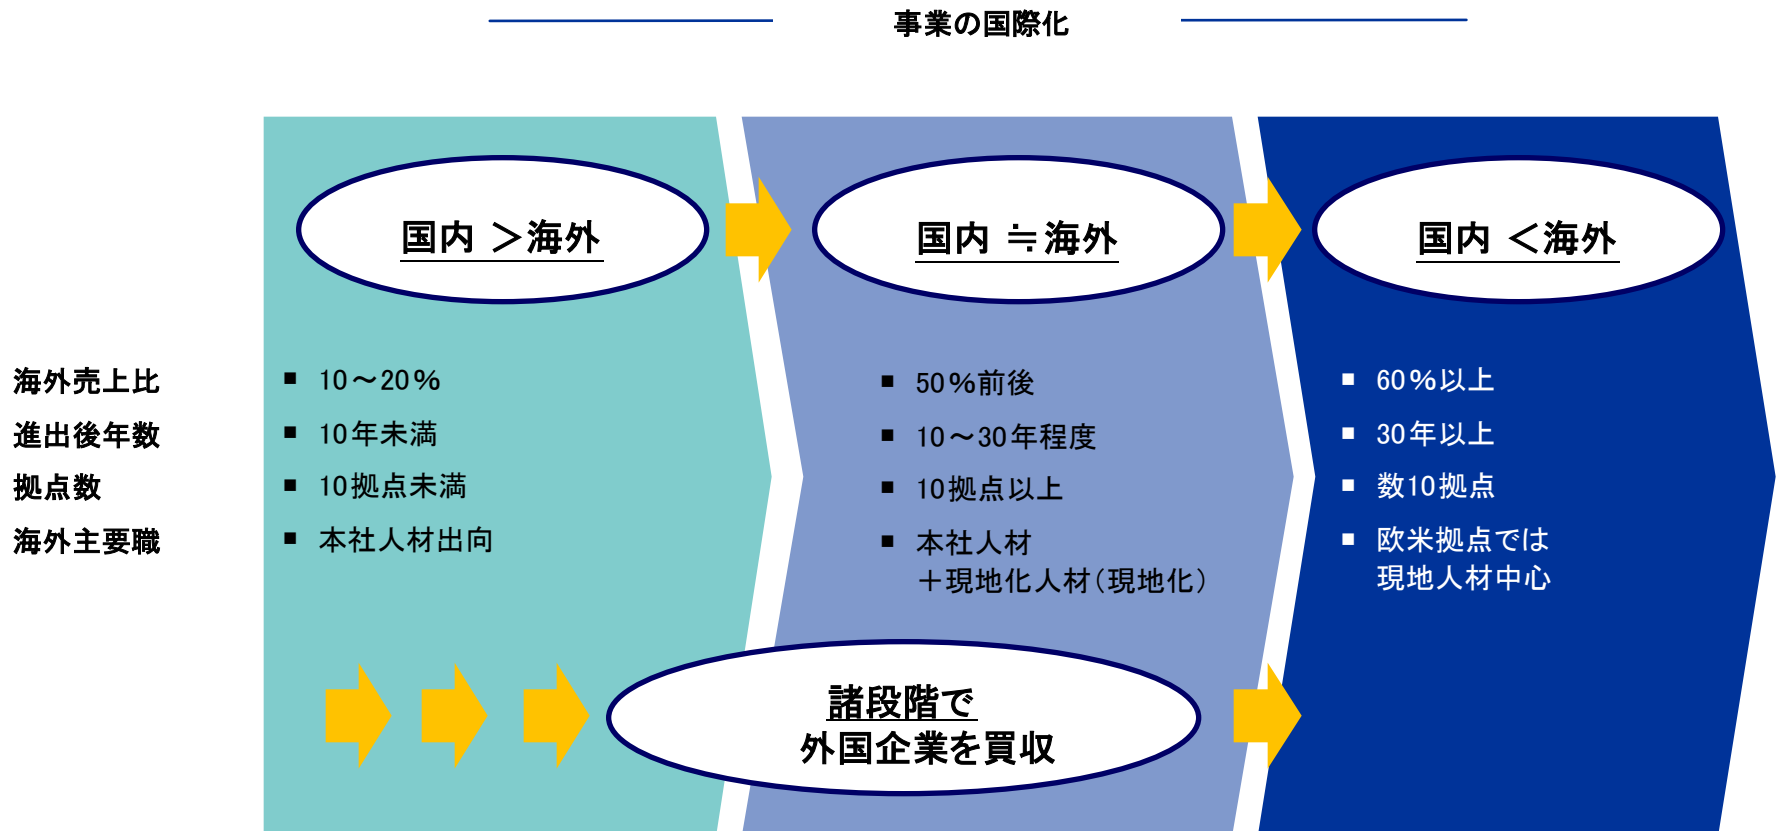 事業の国際化
国内 ＞海外
国内 ≒海外
国内 ＜海外
海外売上比
■ 10～20％
■ 50％前後
■ 60％以上
進出後年数
■ 10年未満
■ 10～30年程度
■ 30年以上
拠点数
■ 10拠点未満
■ 10拠点以上
■ 数10拠点
海外主要職
■ 本社人材出向
■ 本社人材
＋現地化人材（現地化）
■ 欧米拠点では
現地人材中心
諸段階で
外国企業を買収